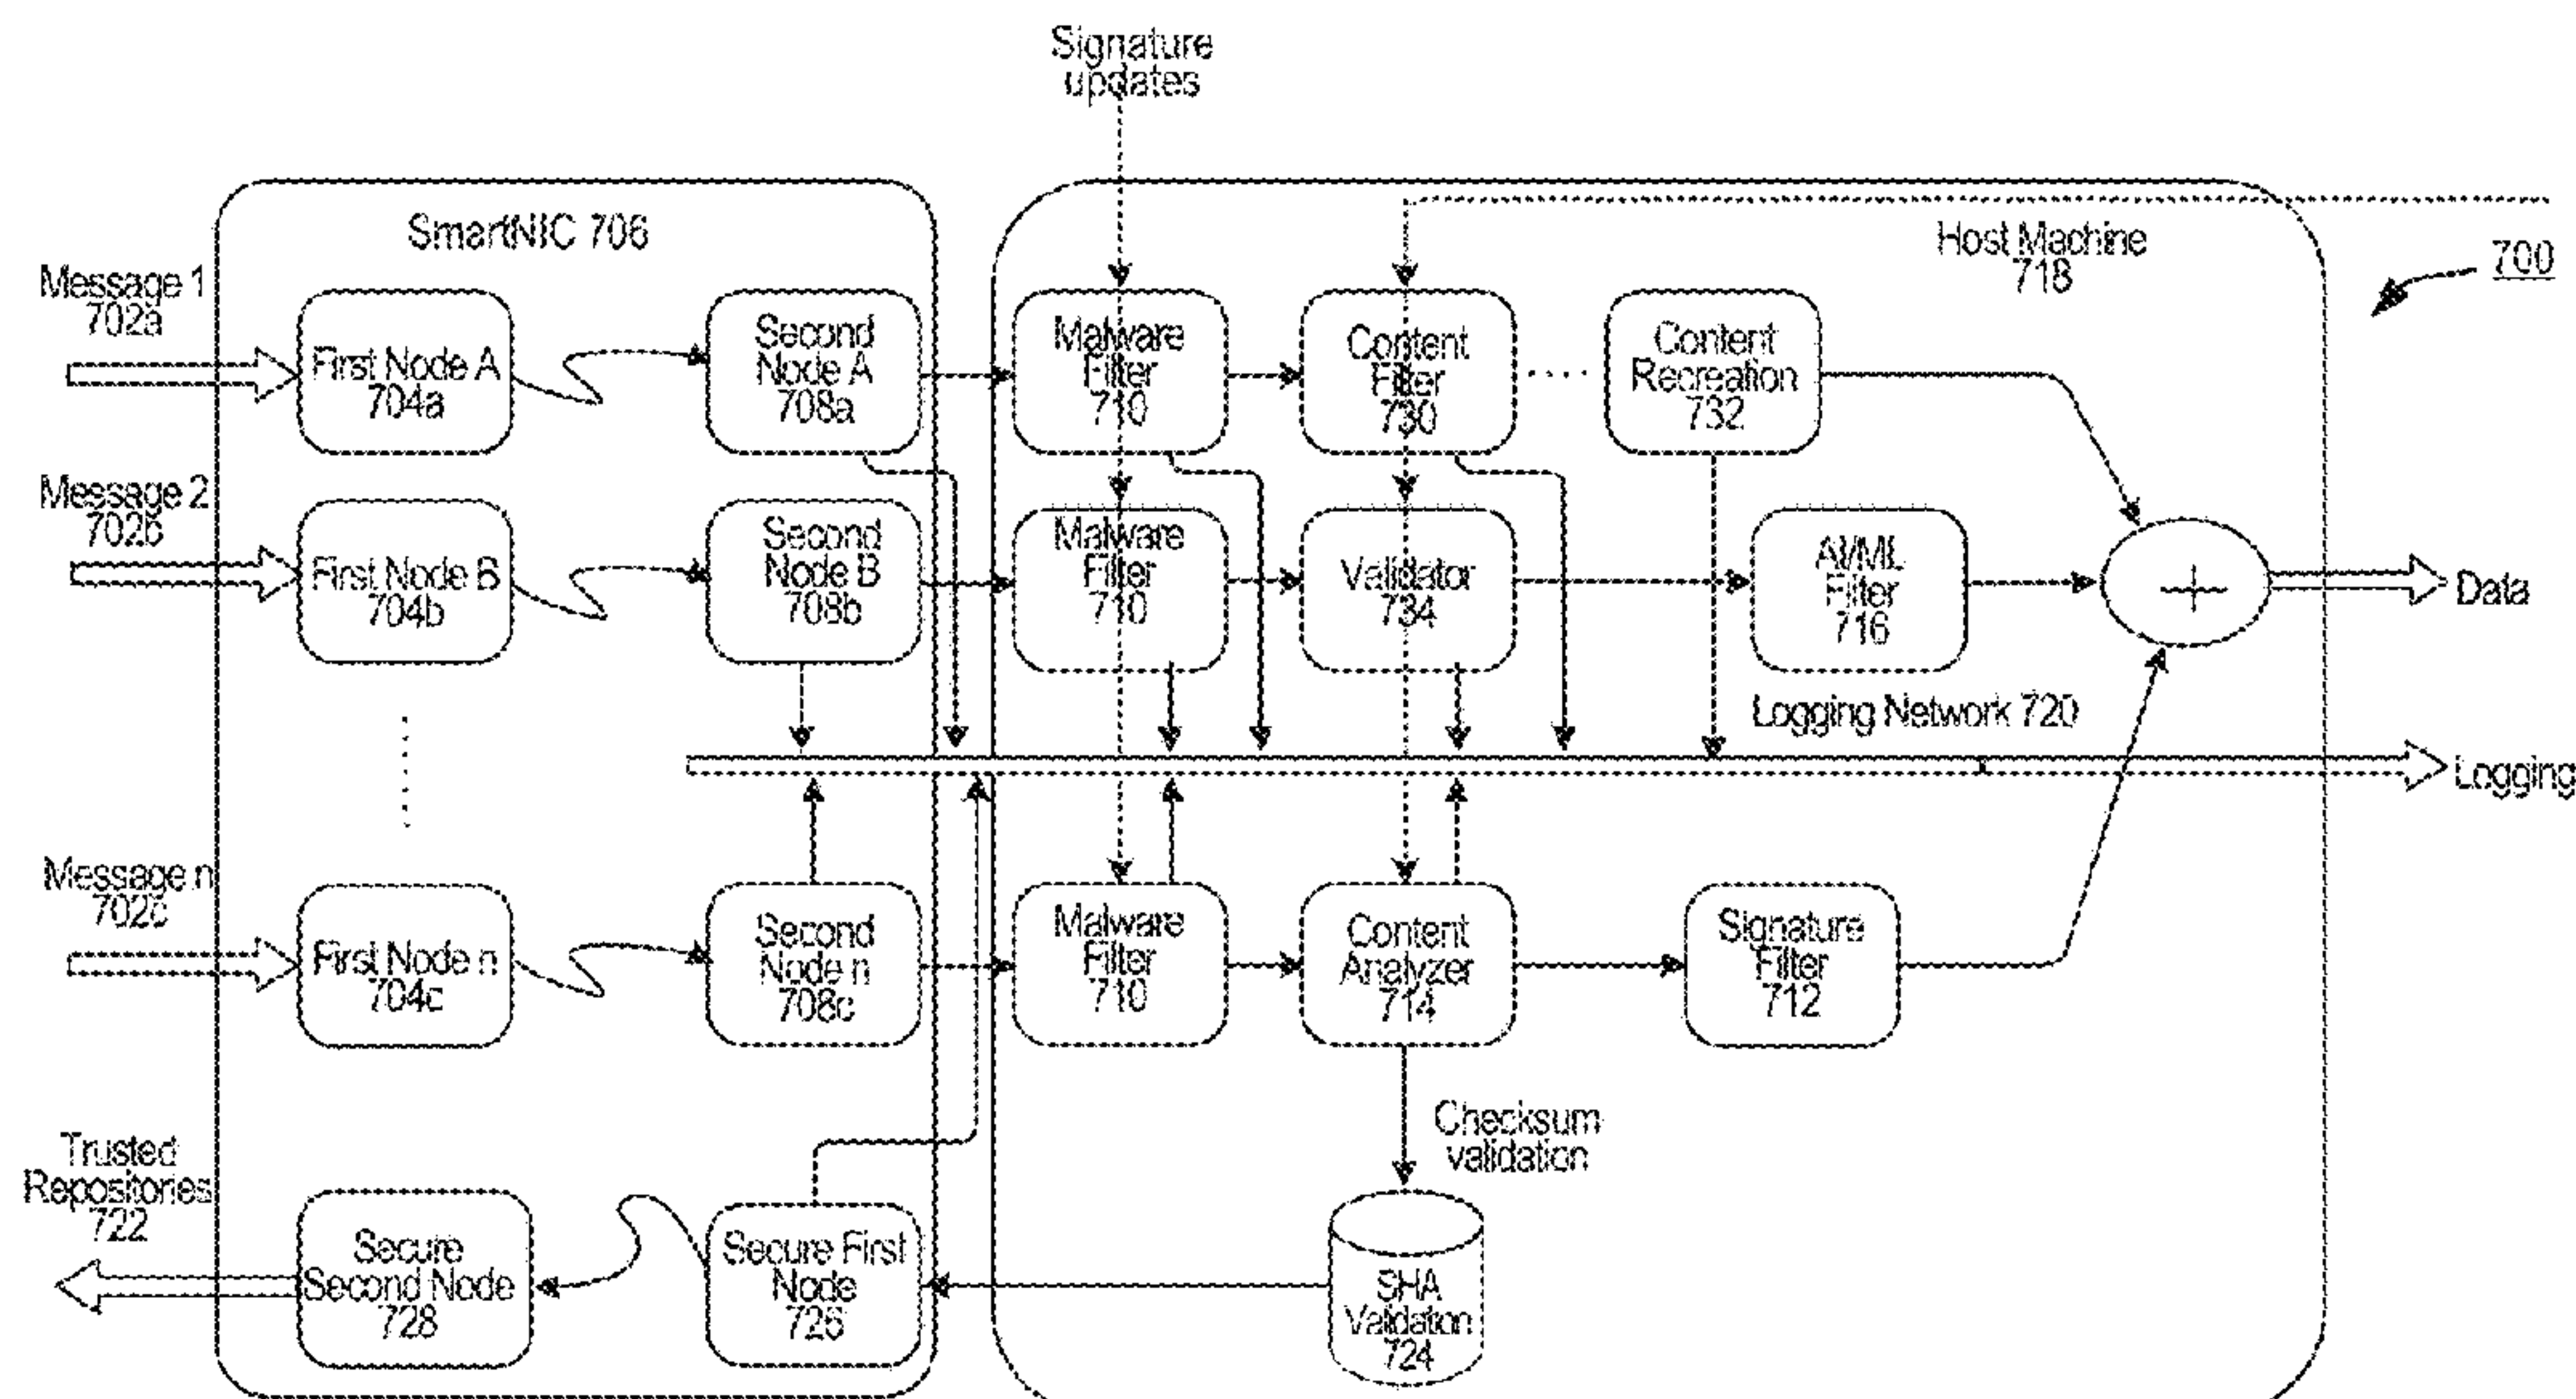 Signature
updates
SmartNIC 706
Host Machine
718
700
Message 1
702a
First Node A
704a
Second
Node A
708a
Malware
Filter
710
Content
Filter
730
Content
Recreation
732
Message 2
702b
First Node B
704b
Second
Node B
708b
Malware
Filter
710
Validator
734
AI/ML
Filter
716
Data
Logging Network 720
Logging
Message n
702c
First Node n
704c
Second
Node n
708c
Malware
Filter
710
Content
Analyzer
714
Signature
Filter
712
Checksum
validation
Trusted
Repositories
722
Secure
Second Node
728
Secure First
Node
726
SHA
Validation
724